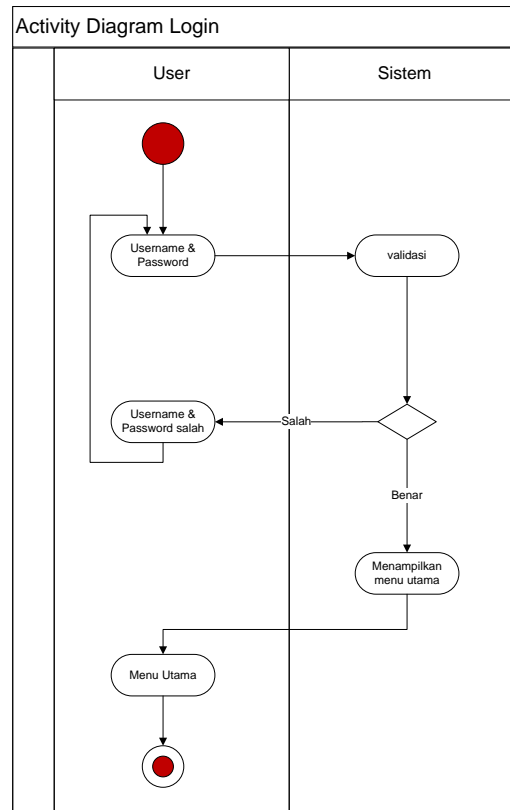 Activity Diagram Login
User
Sistem
Username &
Password
validasi
Username &
Password salah
Salah
Benar
Menampilkan
menu utama
Menu Utama